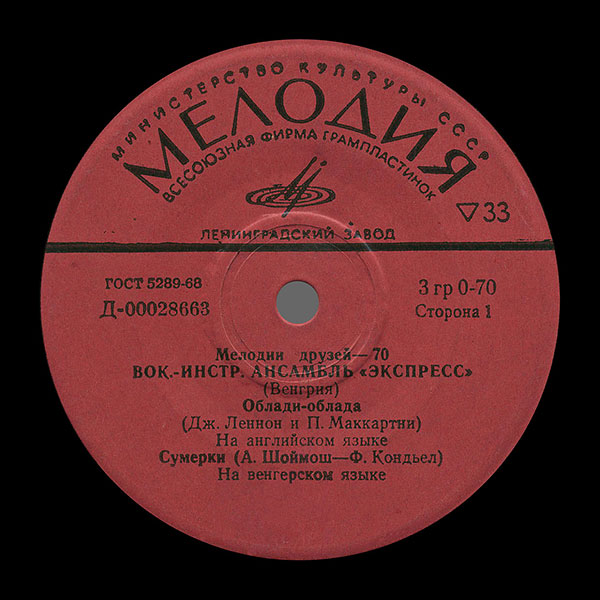 МИНИСТЕРСТВО КУЛЬТУРЫ СССР
МЕЛОДИЯ
ВСЕСОЮЗНАЯ ФИРМА ГРАМПЛАСТИНОК
▽33
ЛЕНИНГРАДСКИЙ ЗАВОД
ГОСТ 5289-68
Д-00028663
3 гр 0-70
Сторона 1
Мелодии друзей—70
ВОК.-ИНСТР. АНСАМБЛЬ «ЭКСПРЕСС»
(Венгрия)
Облади-облада
(Дж. Леннон и П. Маккартни)
На английском языке
Сумерки (А. Шоймош—Ф. Кондьел)
На венгерском языке